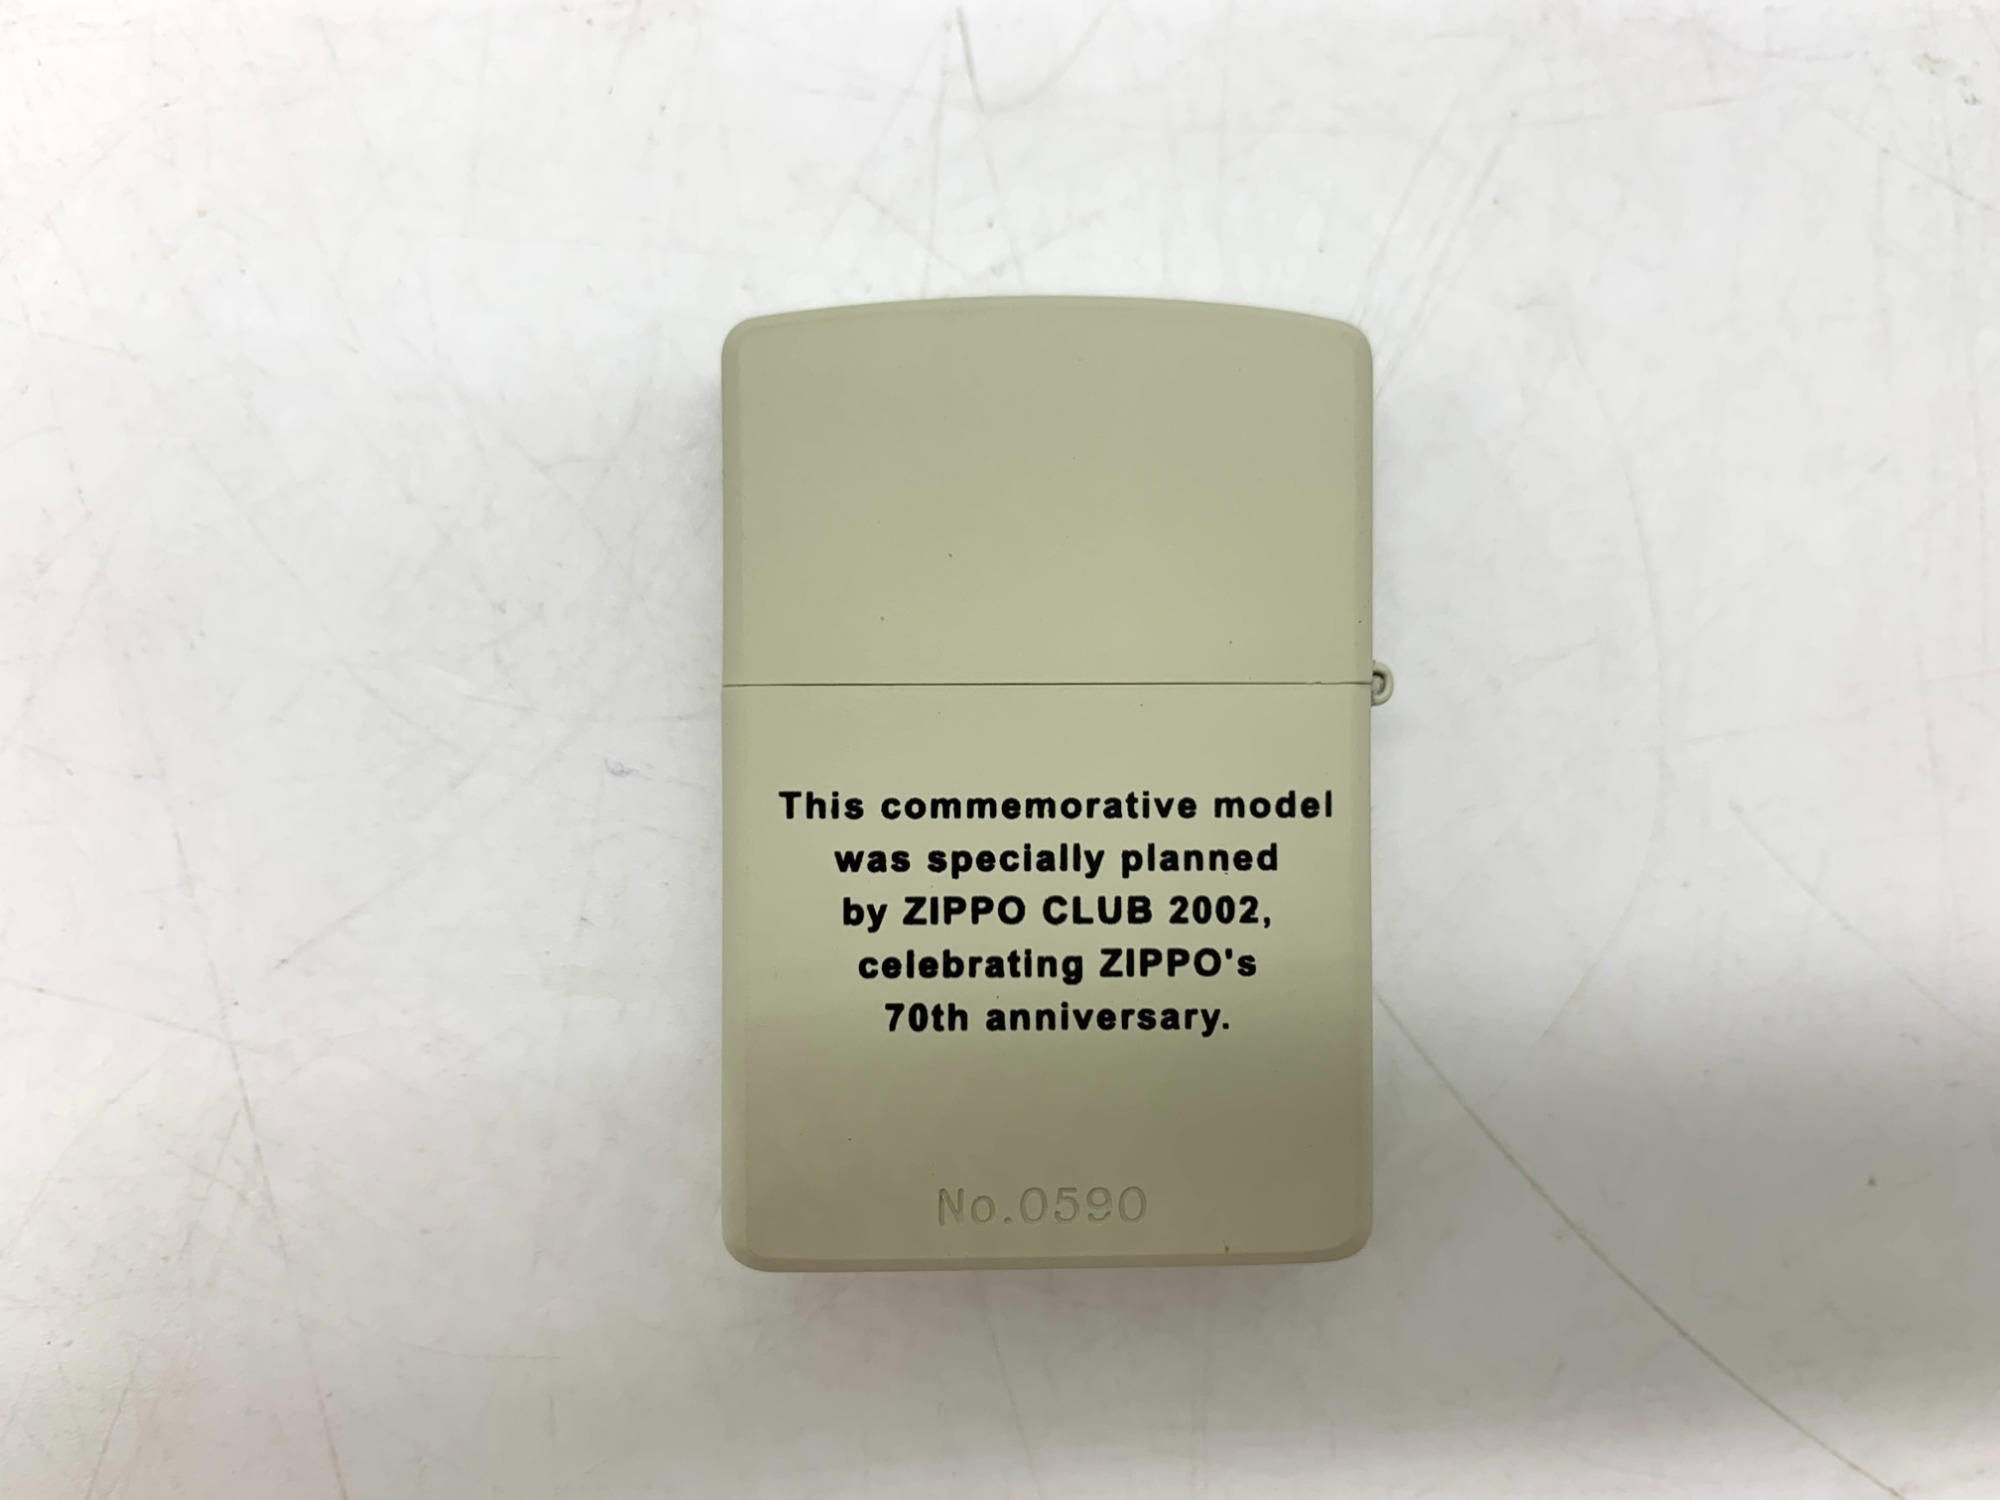 This commemorative model
was specially planned
by ZIPPO CLUB 2002,
celebrating ZIPPO's
70th anniversary.
No.0590